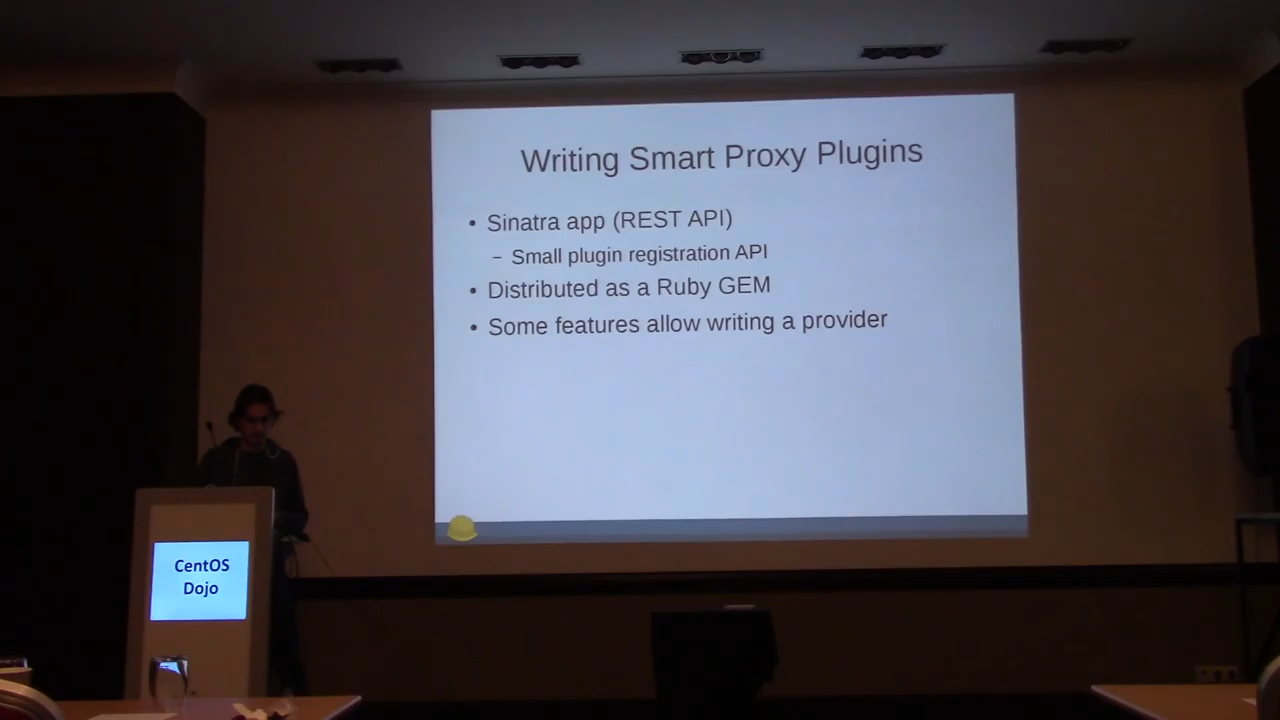 Writing Smart Proxy Plugins
• Sinatra app (REST API)
– Small plugin registration API
• Distributed as a Ruby GEM
• Some features allow writing a provider
CentOS
Dojo